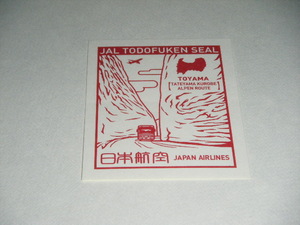 JAL TODOFUKEN SEAL
TOYAMA
TATEYAMA KUROBE
ALPEN ROUTE
日本航空 JAPAN AIRLINES